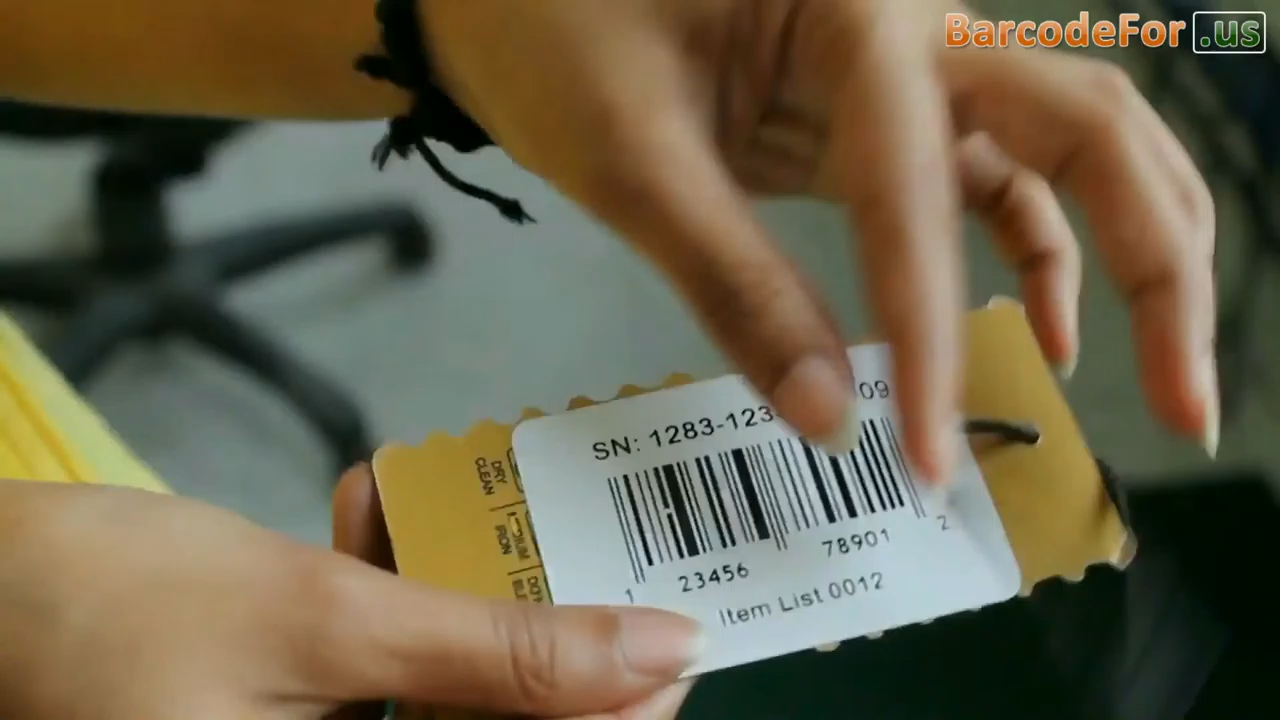 BarcodeFor.us
SN: 1283-123 09
1 23456 78901 2
Item List 0012
DRY
CLEAN
IRON